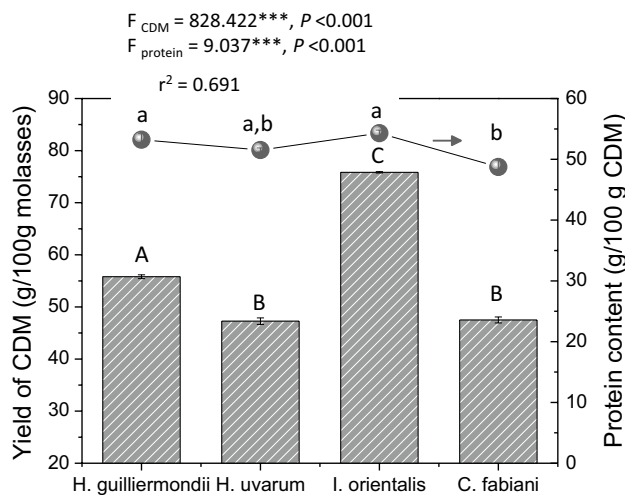 F CDM = 828.422***, P <0.001
F protein = 9.037***, P <0.001
r² = 0.691
90
80
70
60
50
40
30
20
Yield of CDM (g/100g molasses)
60
50
40
30
20
10
0
Protein content (g/100 g CDM)
a
a,b
a
b
A
B
C
B
H. guilliermondii H. uvarum I. orientalis C. fabiani